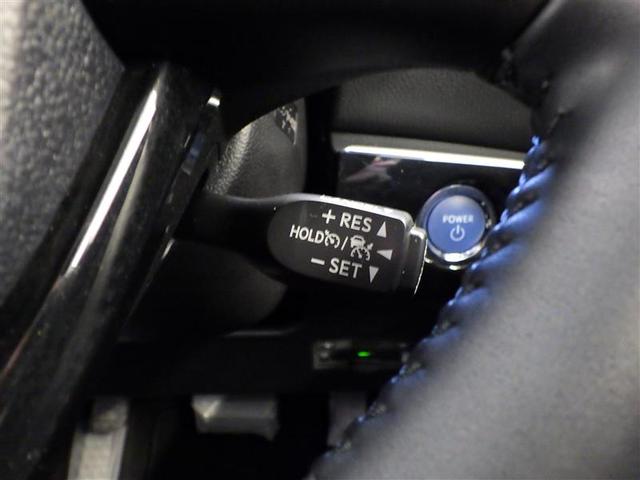 + RES ▲
HOLD / ◀
− SET ▼
POWER